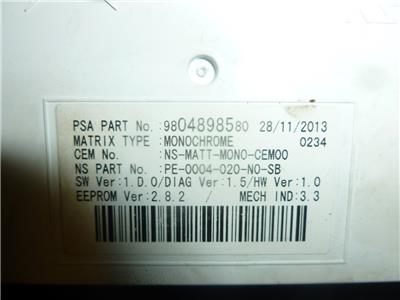 PSA PART No.:9804898580 28/11/2013
MATRIX TYPE :MONOCHROME 0234
CEM No. :NS-MATT-MONO-CEM00
NS PART No. :PE-0004-020-NO-SB
SW Ver:1.D.0/DIAG Ver:1.5/HW Ver:1.0
EEPROM Ver:2.8.2 / MECH IND:3.3